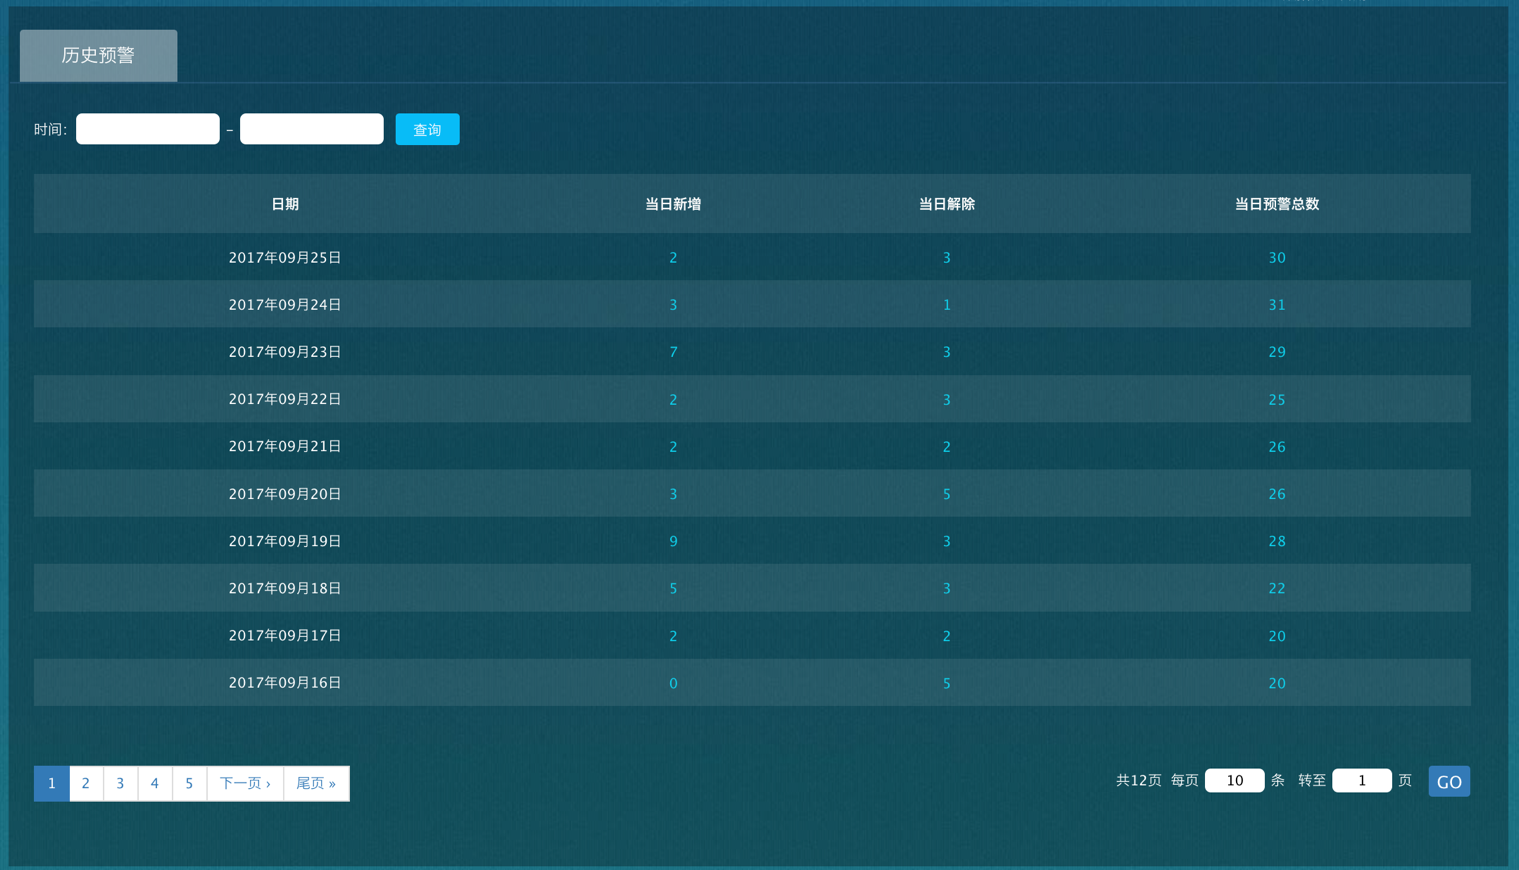 历史预警
时间： - 查询
日期 当日新增 当日解除 当日预警总数
2017年09月25日 2 3 30
2017年09月24日 3 1 31
2017年09月23日 7 3 29
2017年09月22日 2 3 25
2017年09月21日 2 2 26
2017年09月20日 3 5 26
2017年09月19日 9 3 28
2017年09月18日 5 3 22
2017年09月17日 2 2 20
2017年09月16日 0 5 20
1 2 3 4 5 下一页 › 尾页 » 共12页 每页 10 条 转至 1 页 GO